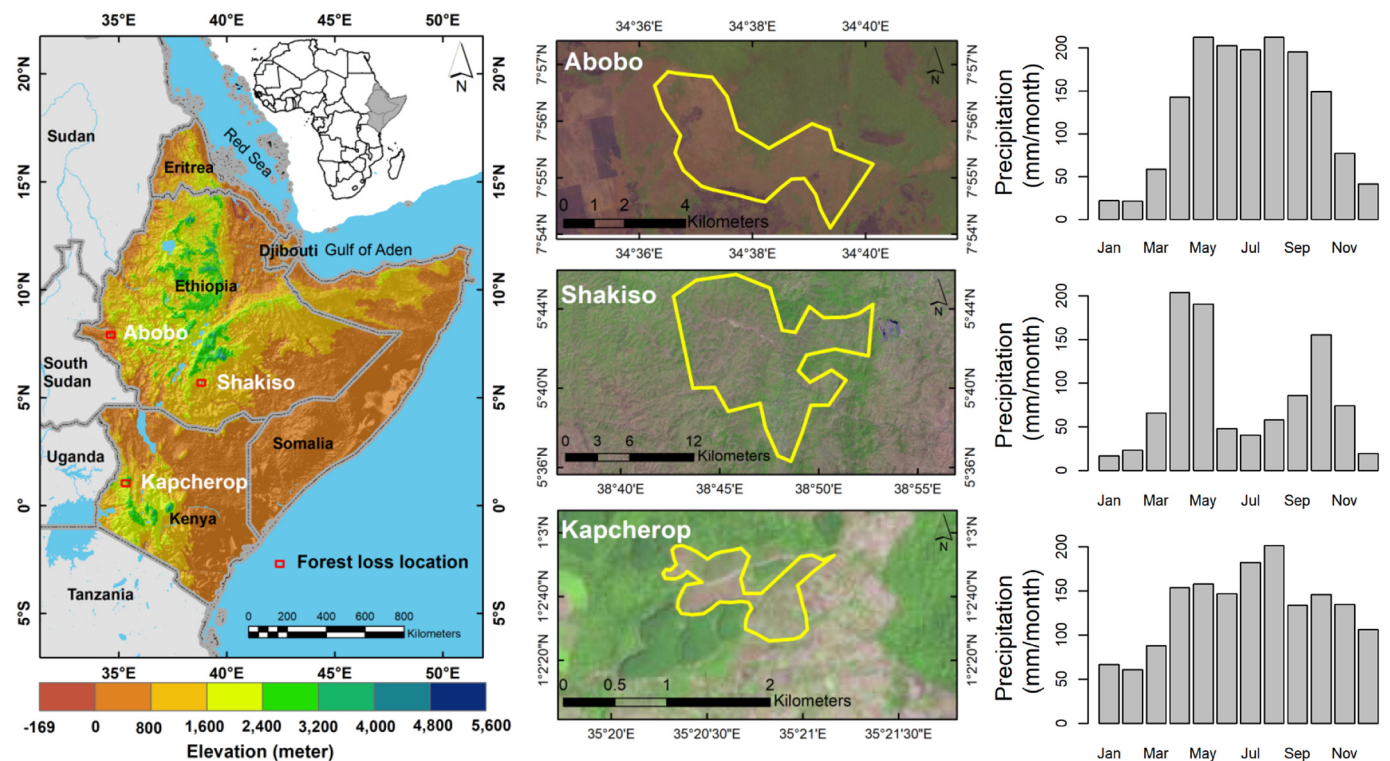 35°E 40°E 45°E 50°E
20°N
15°N
10°N
5°N
0°
5°S
20°N
15°N
10°N
5°N
0°
5°S
N
Sudan
Red Sea
Eritrea
Djibouti Gulf of Aden
Ethiopia
Abobo
South
Sudan
Shakiso
Somalia
Uganda
Kapcherop
Kenya
Forest loss location
Tanzania
0 200 400 600 800
Kilometers
35°E 40°E 45°E 50°E
-169 0 800 1,600 2,400 3,200 4,000 4,800 5,600
Elevation (meter)
34°36'E 34°38'E 34°40'E
Abobo
N
7°57'N
7°56'N
7°55'N
7°54'N
7°57'N
7°56'N
7°55'N
7°54'N
0 1 2 4
Kilometers
34°36'E 34°38'E 34°40'E
Shakiso
N
5°44'N
5°40'N
5°36'N
5°44'N
5°40'N
5°36'N
0 3 6 12
Kilometers
38°40'E 38°45'E 38°50'E 38°55'E
Kapcherop
N
1°3'N
1°2'40"N
1°2'20"N
1°3'N
1°2'40"N
1°2'20"N
0 0.5 1 2
Kilometers
35°20'E 35°20'30"E 35°21'E 35°21'30"E
Precipitation
(mm/month)
200
150
100
50
0
Jan Mar May Jul Sep Nov
Precipitation
(mm/month)
200
150
100
50
0
Jan Mar May Jul Sep Nov
Precipitation
(mm/month)
200
150
100
50
0
Jan Mar May Jul Sep Nov